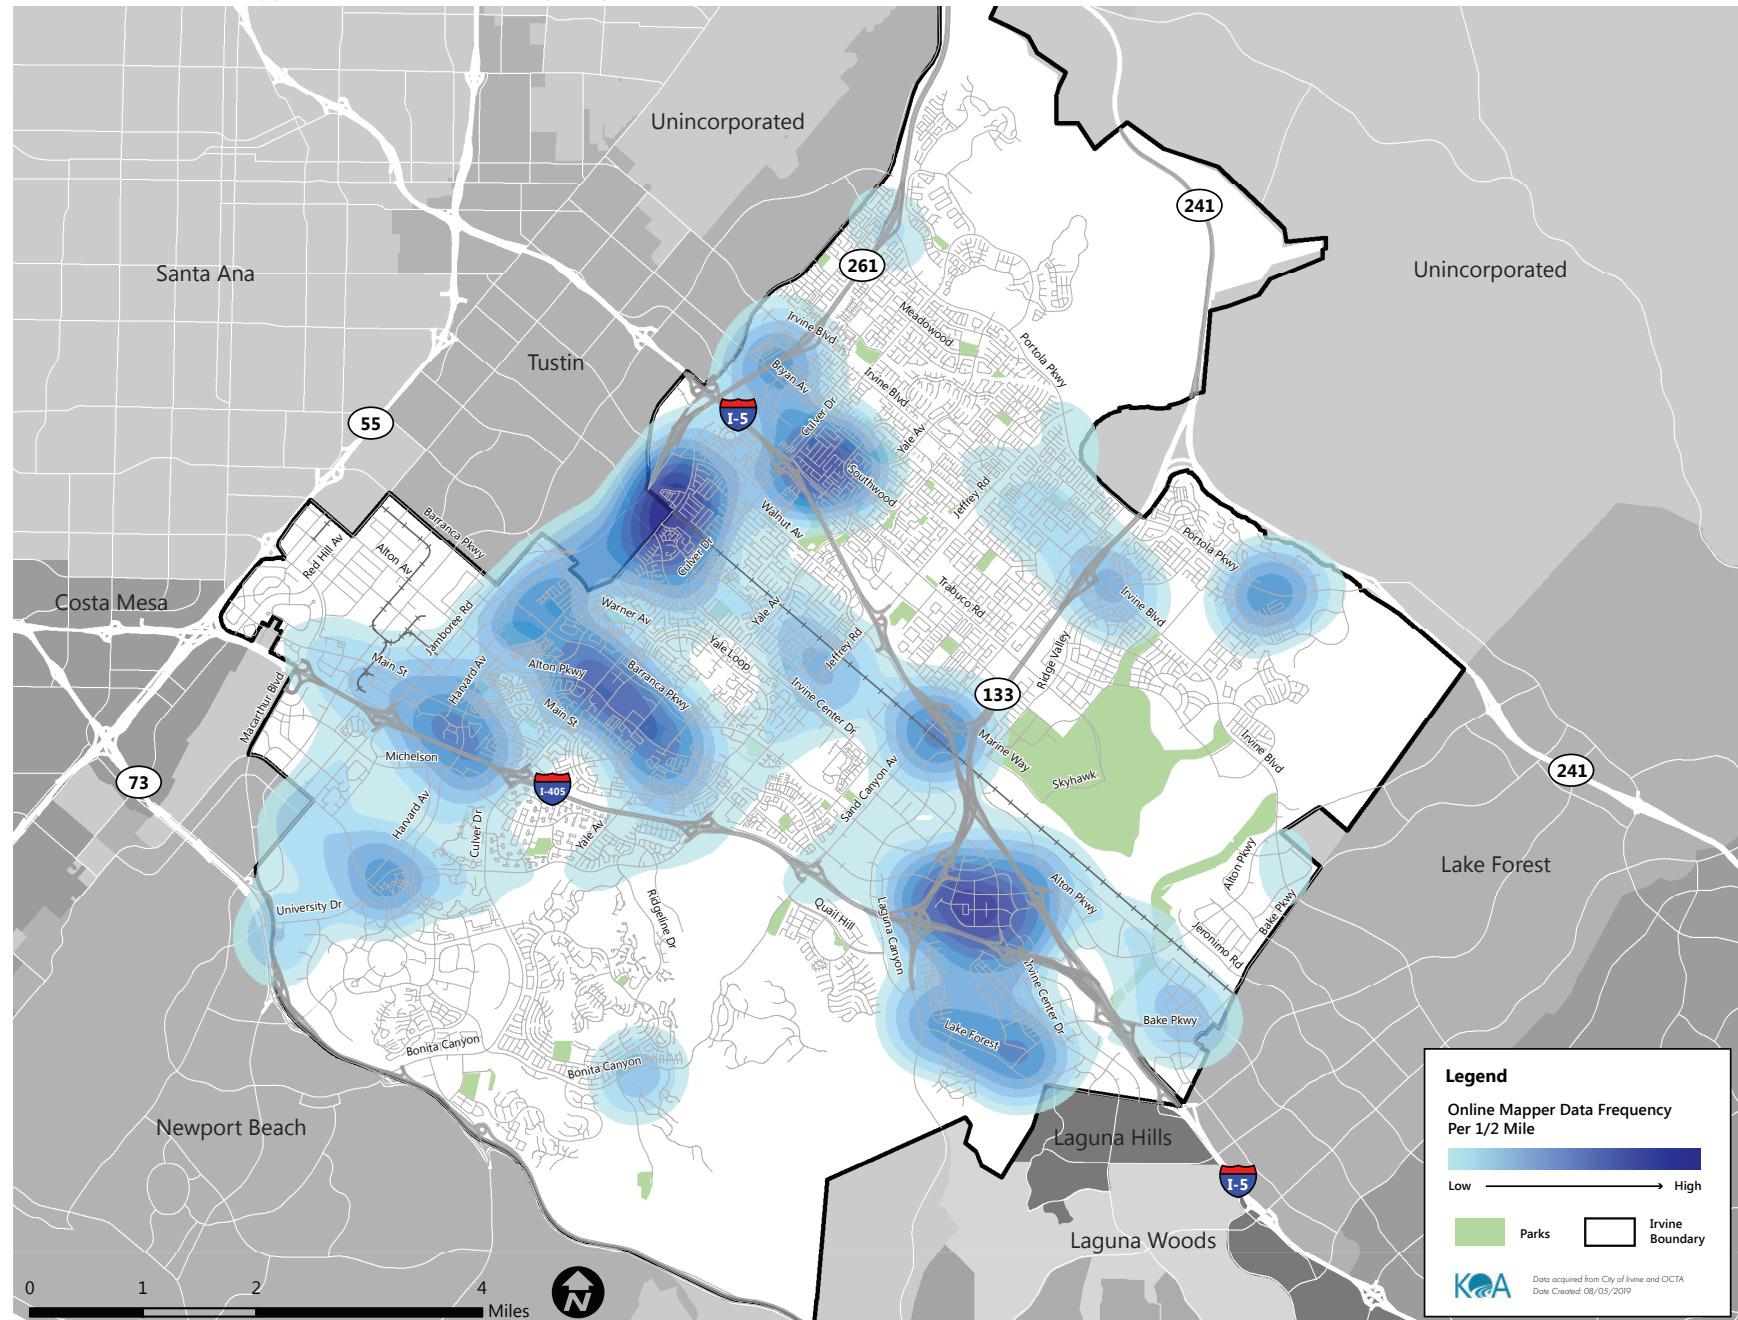 Unincorporated
241
Santa Ana
261
Unincorporated
Irvine Blvd
Meadowood
Portola Pkwy
Tustin
Bryan Av
Irvine Blvd
I-5
Culver Dr
55
Yale Av
Southwood
Jeffrey Rd
Barranca Pkwy
Walnut Av
Red Hill Av
Alton Av
Culver Dr
Portola Pkwy
Costa Mesa
Jamboree Rd
Warner Av
Yale Av
Trabuco Rd
Irvine Blvd
Main St
Harvard Av
Alton Pkwy
Barranca Pkwy
Yale Loop
Jeffrey Rd
Ridge Valley
133
Macarthur Blvd
Main St
Irvine Center Dr
Marine Way
Irvine Blvd
Michelson
Skyhawk
73
I-405
Sand Canyon Av
241
Harvard Av
Culver Dr
Yale Av
Alton Pkwy
Lake Forest
University Dr
Ridgeline Dr
Quail Hill
Laguna Canyon
Alton Pkwy
Bake Pkwy
Jeronimo Rd
Irvine Center Dr
Bonita Canyon
Bonita Canyon
Lake Forest
Bake Pkwy
Newport Beach
Laguna Hills
I-5
Laguna Woods
Legend
Online Mapper Data Frequency
Per 1/2 Mile
Low
High
Parks
Irvine
Boundary
KOA
Data acquired from City of Irvine and OCTA
Date Created: 08/05/2019
0 1 2 4
Miles
N